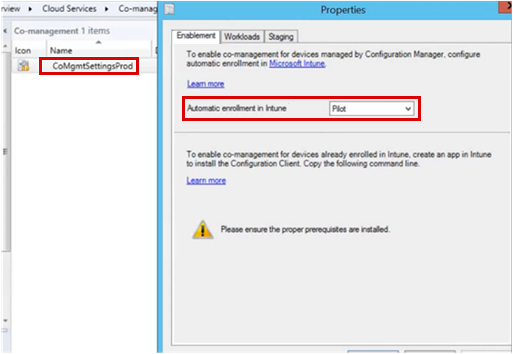 rview ▸ Cloud Services ▸ Co-manag
Co-management 1 items
Icon Name
CoMgmtSettingsProd
Properties
Enablement Workloads Staging
To enable co-management for devices managed by Configuration Manager, configure
automatic enrollment in Microsoft Intune.
Learn more
Automatic enrollment in Intune Pilot
To enable co-management for devices already enrolled in Intune, create an app in Intune
to install the Configuration Client. Copy the following command line.
Learn more
Please ensure the proper prerequisites are installed.